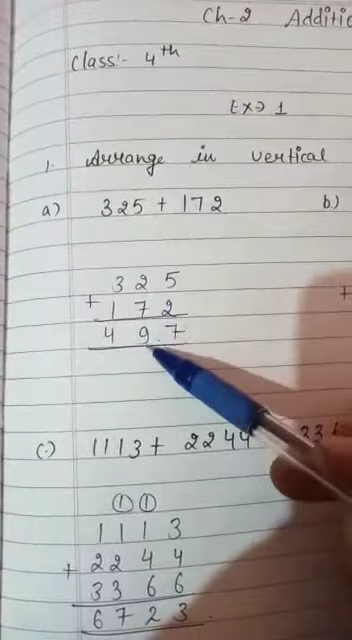 Ch-2 Additio
Class:- 4th
Ex→ 1
1. Arrange in vertical
a) 325 + 172 b)
3 2 5
+ 1 7 2
4 9 7
(c) 1113 + 2244
1 1
1 1 1 3
+ 2 2 4 4
3 3 6 6
6 7 2 3